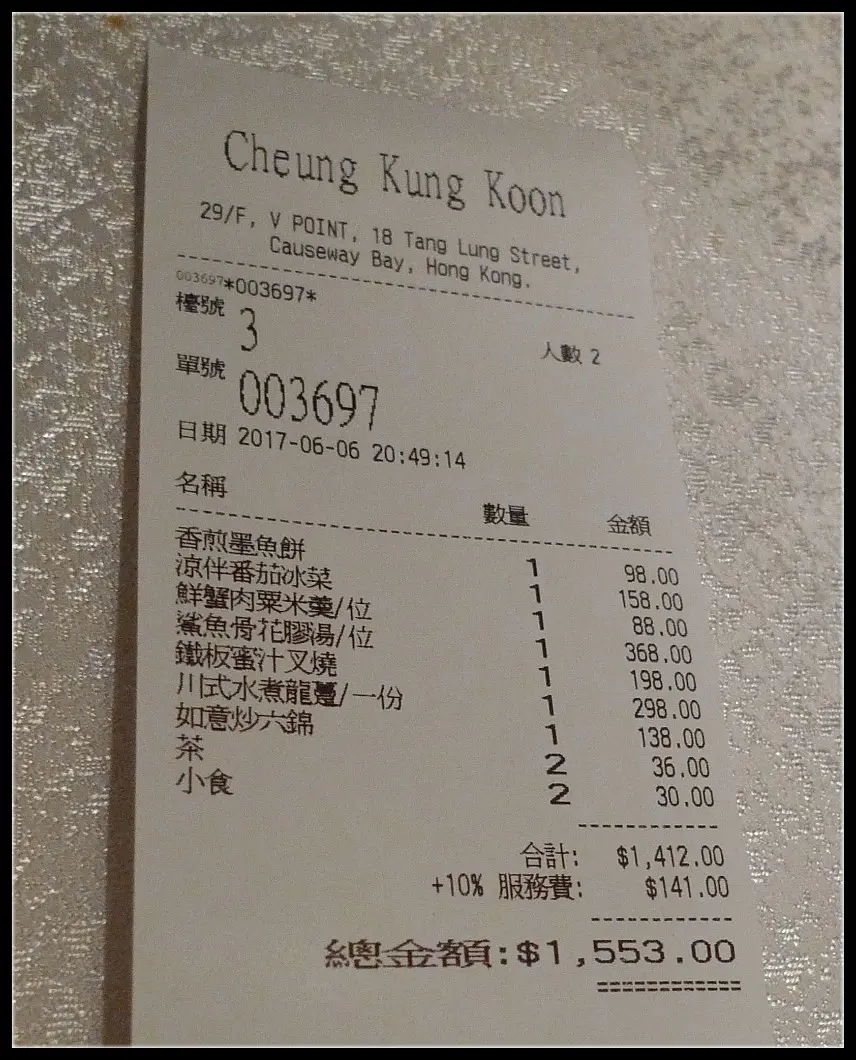 Cheung Kung Koon
29/F, V POINT, 18 Tang Lung Street,
Causeway Bay, Hong Kong.
003697*003697*
檯號 3 人數 2
單號 003697
日期 2017-06-06 20:49:14
名稱 數量 金額
香煎墨魚餅 1 98.00
涼伴番茄冰菜 1 158.00
鮮蟹肉粟米羹/位 1 88.00
鯊魚骨花膠湯/位 1 368.00
鐵板蜜汁叉燒 1 198.00
川式水煮龍躉/一份 1 298.00
如意炒六錦 1 138.00
茶 2 36.00
小食 2 30.00
合計: $1,412.00
+10% 服務費: $141.00
總金額:$1,553.00